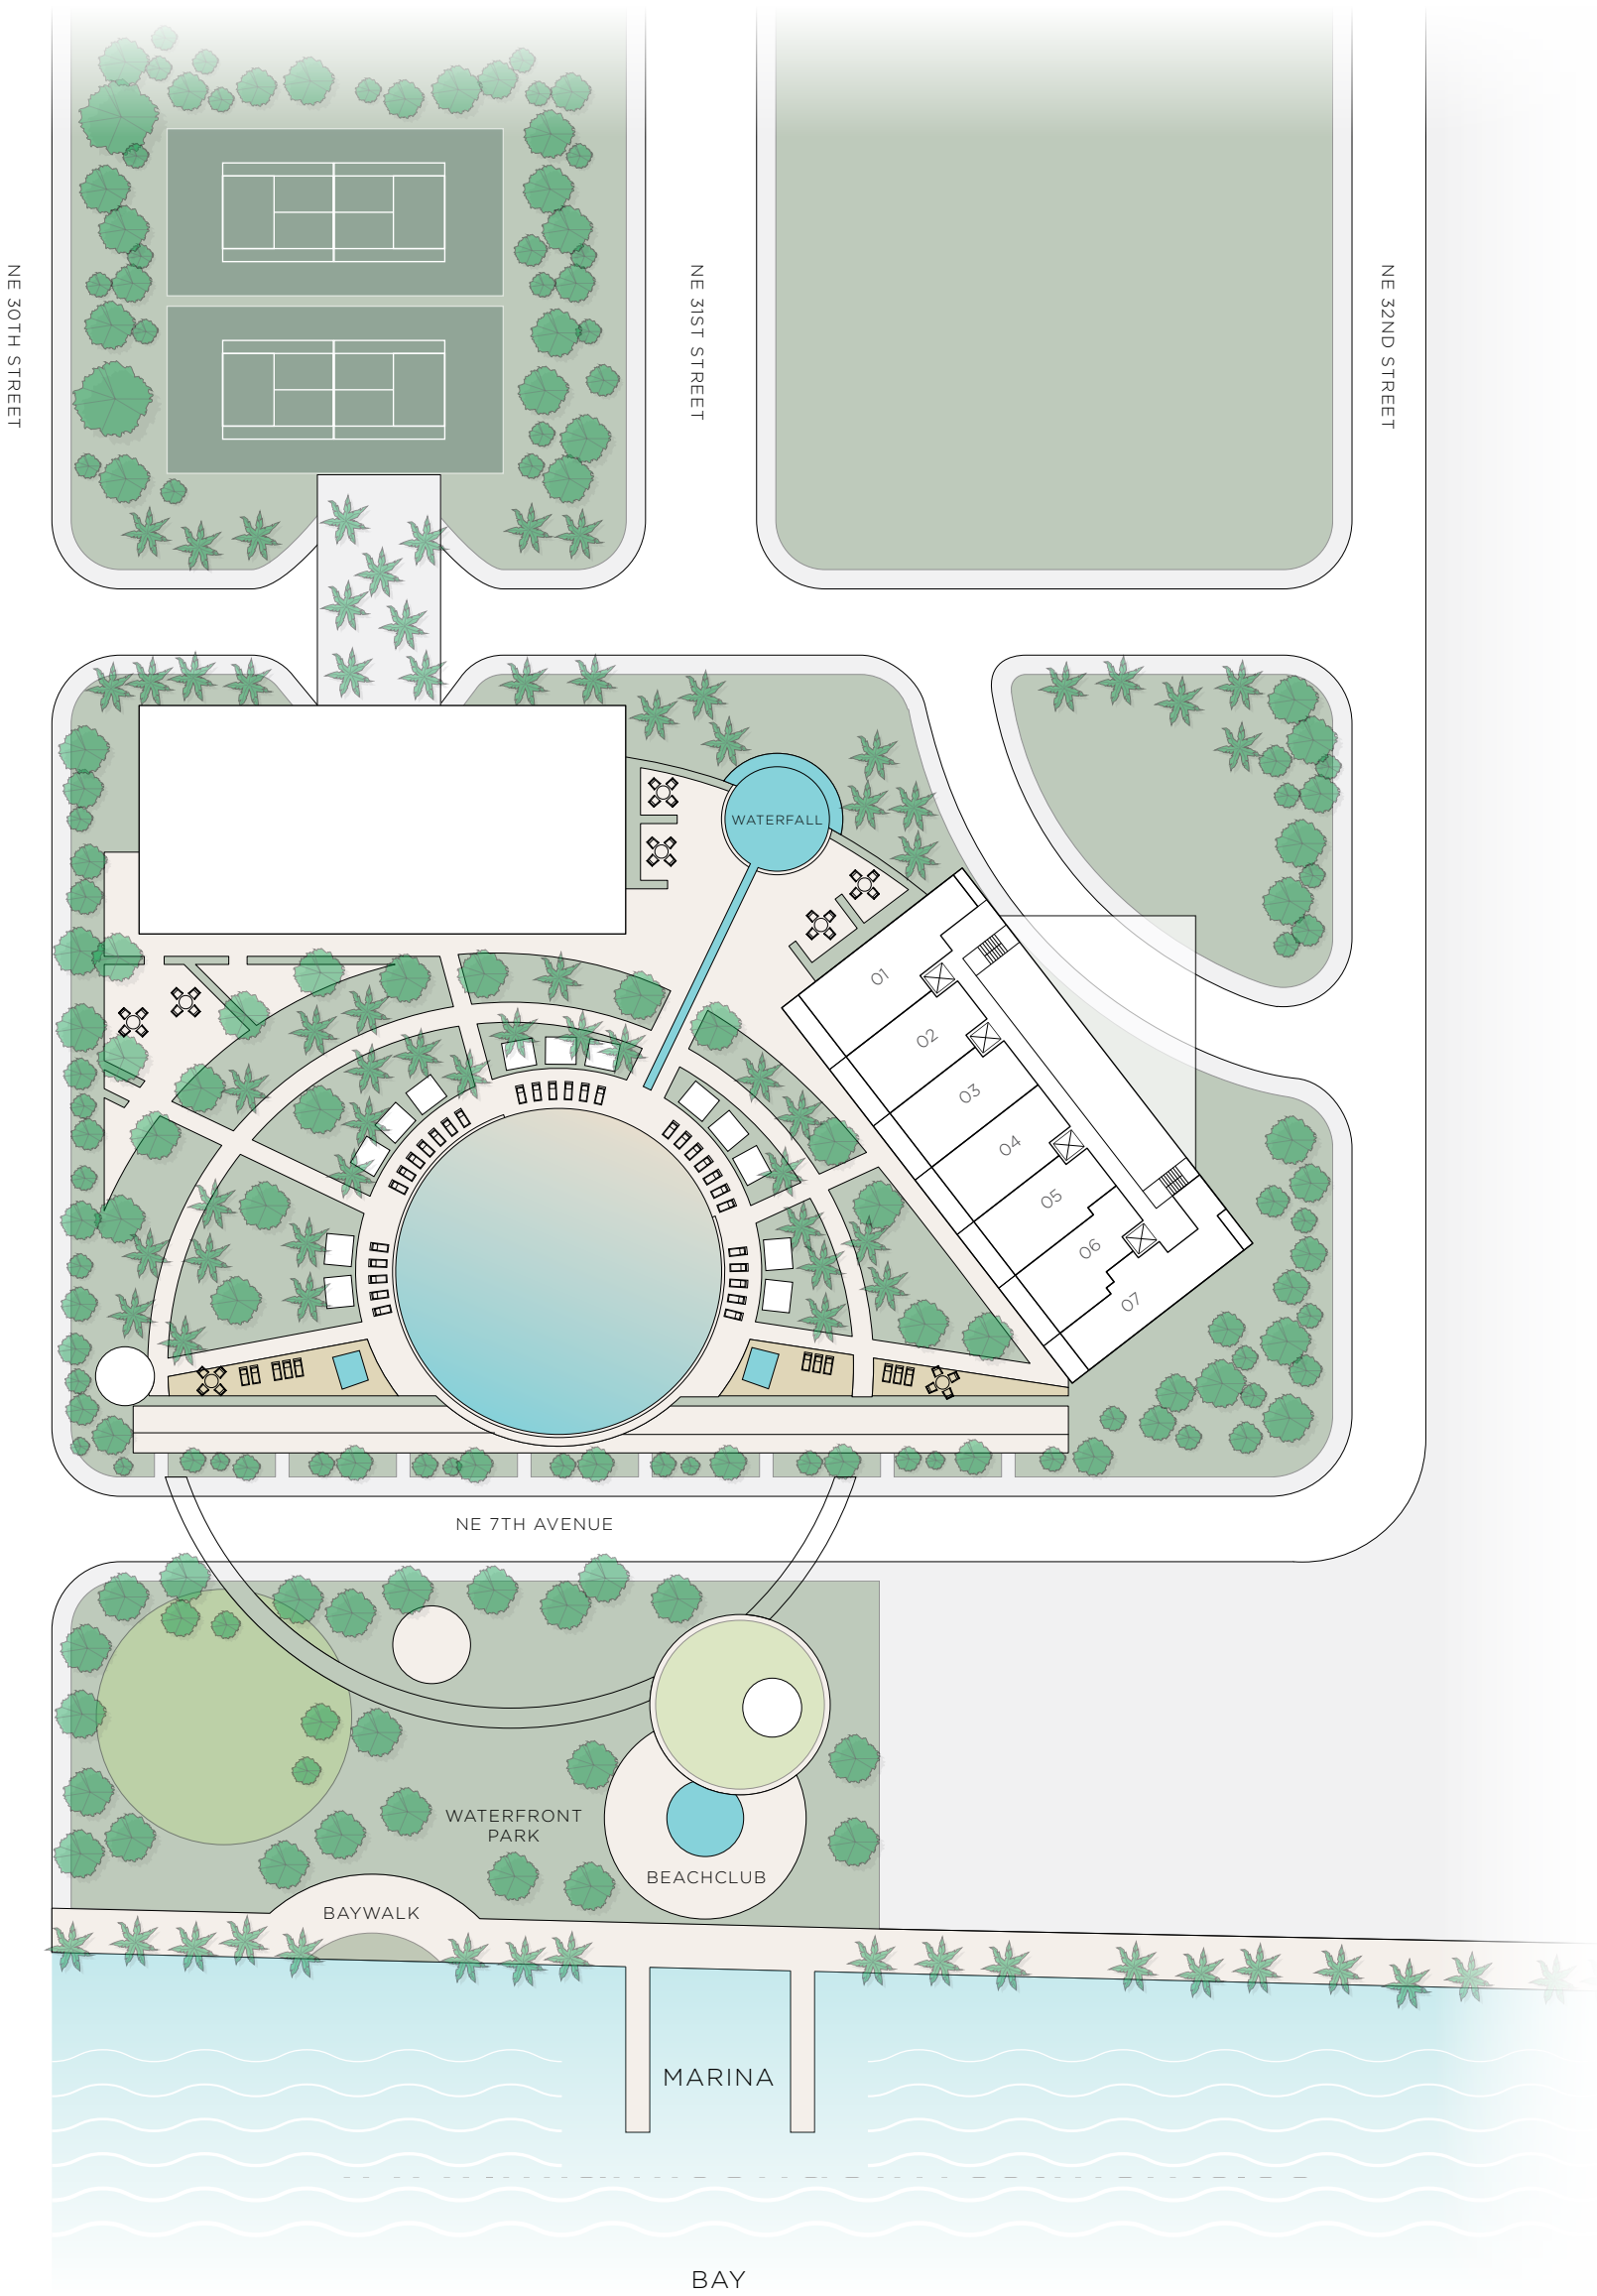 NE 30TH STREET
NE 31ST STREET
NE 32ND STREET
WATERFALL
01
02
03
04
05
06
07
NE 7TH AVENUE
WATERFRONT
PARK
BEACHCLUB
BAYWALK
MARINA
BAY